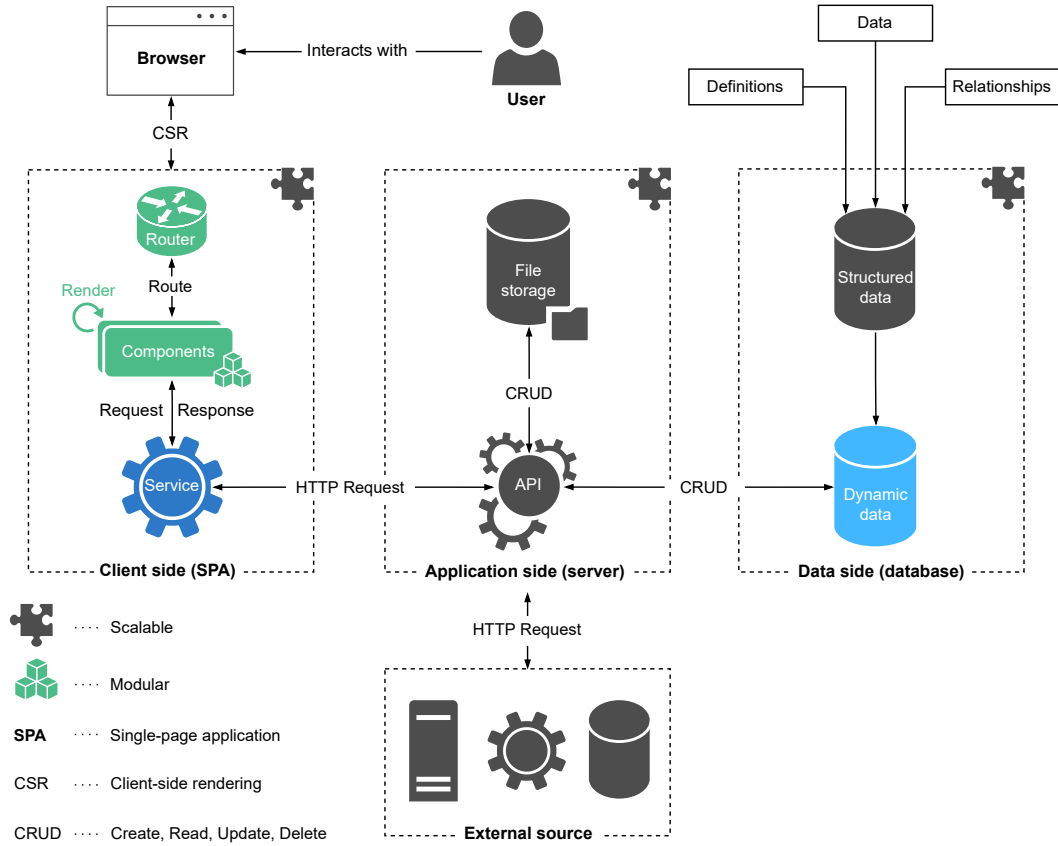 Data
Browser
Interacts with
User
Definitions
Relationships
CSR
Router
Route
Render
Components
Request
Response
Service
Client side (SPA)
File
storage
CRUD
API
HTTP Request
Application side (server)
CRUD
Structured
data
Dynamic
data
Data side (database)
HTTP Request
External source
···· Scalable
···· Modular
SPA ···· Single-page application
CSR ···· Client-side rendering
CRUD ···· Create, Read, Update, Delete